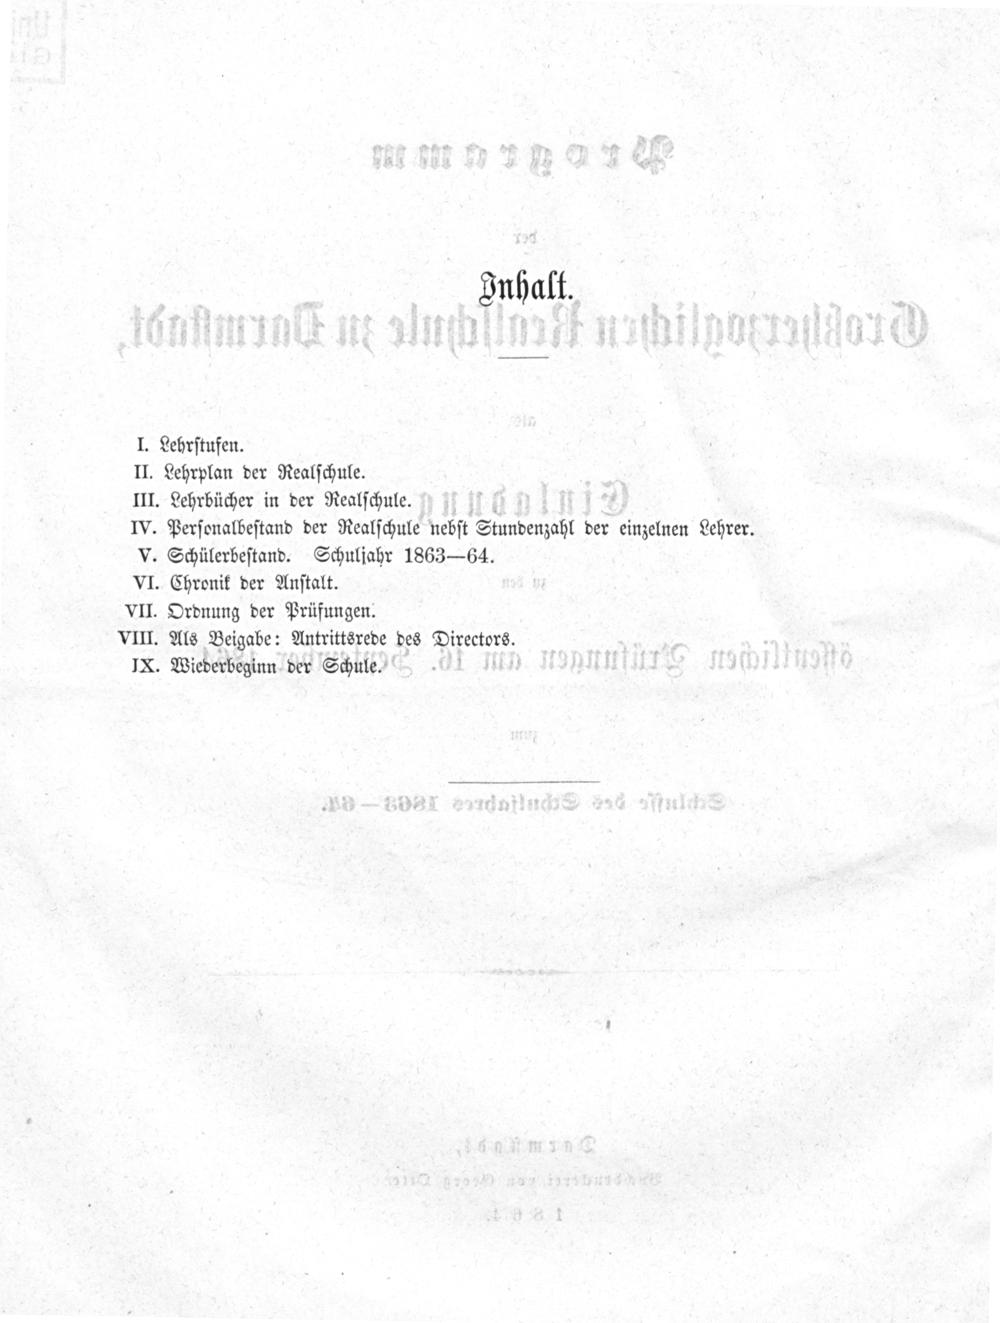 Inhalt.
I. Lehrstufen.
II. Lehrplan der Realschule.
III. Lehrbücher in der Realschule.
IV. Personalbestand der Realschule nebst Stundenzahl der einzelnen Lehrer.
V. Schülerbestand. Schuljahr 1863—64.
VI. Chronik der Anstalt.
VII. Ordnung der Prüfungen.
VIII. Als Beigabe: Antrittsrede des Directors.
IX. Wiederbeginn der Schule.